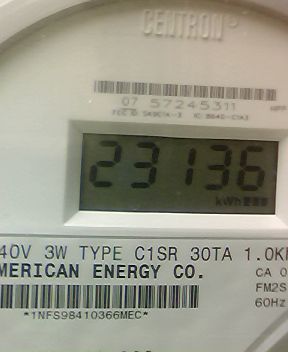 CENTRON
07 57245311
23136
kWh
40V 3W TYPE C1SR 30TA 1.0K
MERICAN ENERGY CO.
CA 0
FM2S
60Hz
*1NFS98410366MEC*